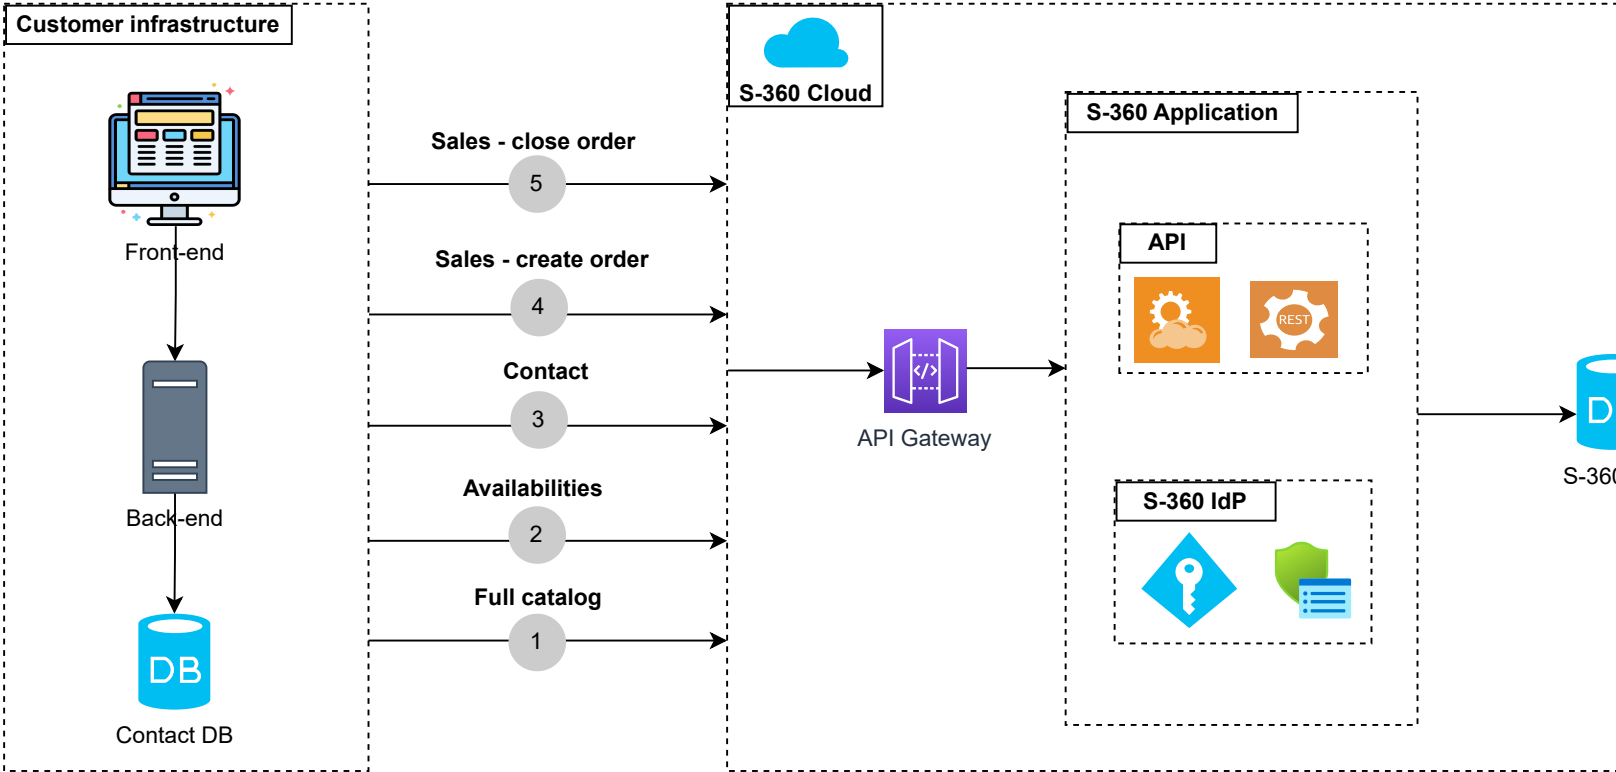 Customer infrastructure
Front-end
Back-end
DB
Contact DB
Sales - close order
5
Sales - create order
4
Contact
3
Availabilities
2
Full catalog
1
S-360 Cloud
</>
API Gateway
S-360 Application
API
REST
S-360 IdP